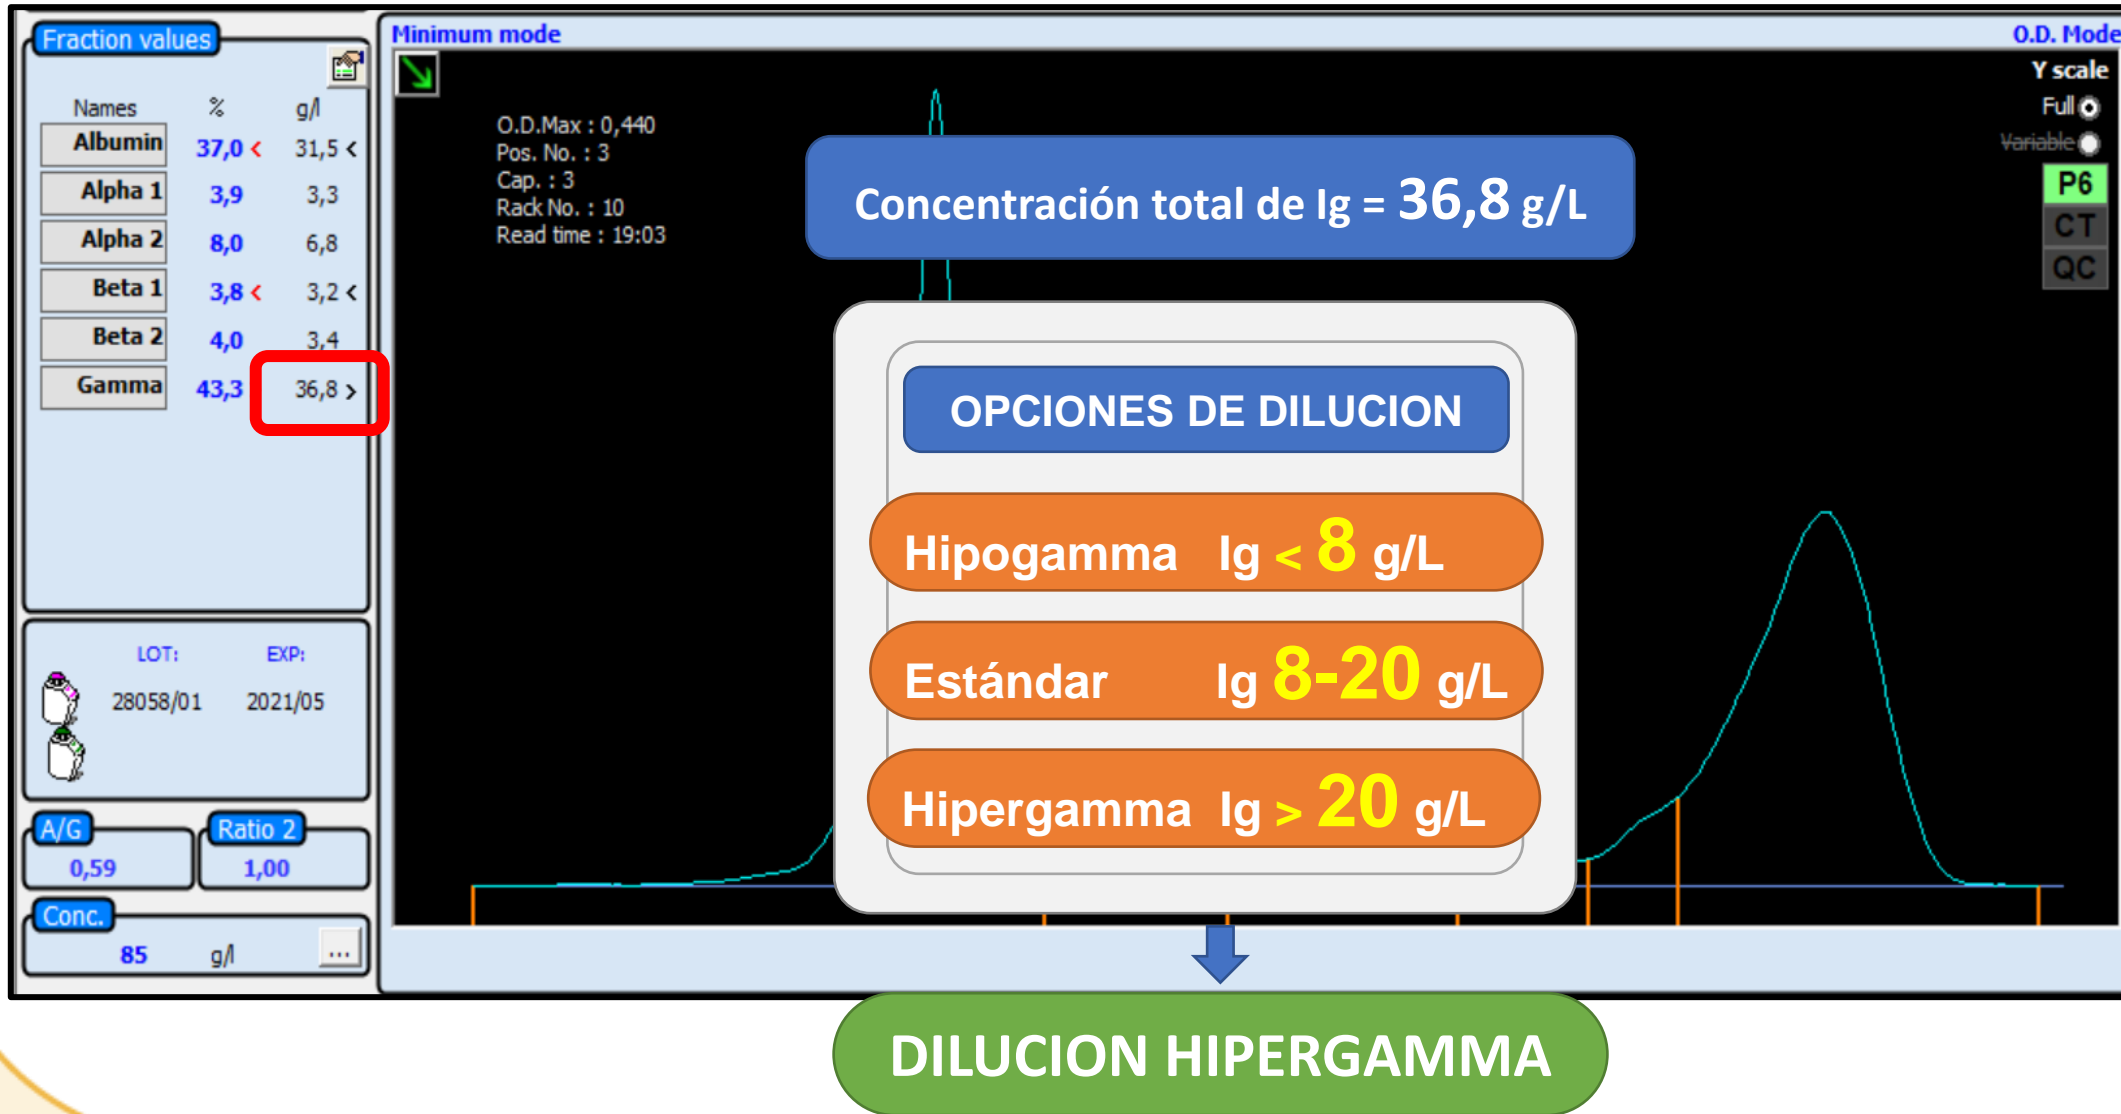 Fraction values
Names % g/l
Albumin 37,0 < 31,5 <
Alpha 1 3,9 3,3
Alpha 2 8,0 6,8
Beta 1 3,8 < 3,2 <
Beta 2 4,0 3,4
Gamma 43,3 36,8 >
LOT: EXP:
28058/01 2021/05
A/G Ratio 2
0,59 1,00
Conc.
85 g/l ...
Minimum mode O.D. Mode
O.D.Max : 0,440
Pos. No. : 3
Cap. : 3
Rack No. : 10
Read time : 19:03
Y scale
Full
Variable
P6
CT
QC
Concentración total de Ig = 36,8 g/L
OPCIONES DE DILUCION
Hipogamma Ig < 8 g/L
Estándar Ig 8-20 g/L
Hipergamma Ig > 20 g/L
DILUCION HIPERGAMMA